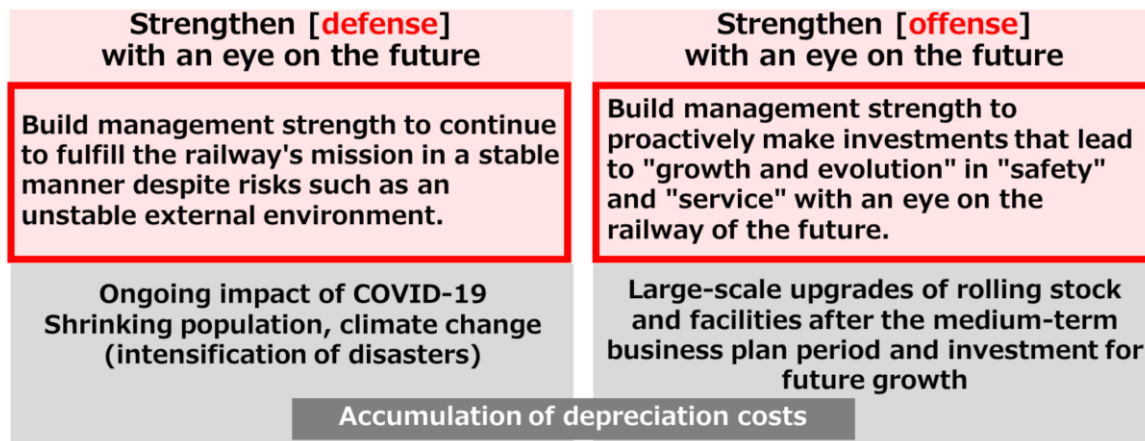 Strengthen [defense]
with an eye on the future
Build management strength to continue
to fulfill the railway's mission in a stable
manner despite risks such as an
unstable external environment.
Ongoing impact of COVID-19
Shrinking population, climate change
(intensification of disasters)
Strengthen [offense]
with an eye on the future
Build management strength to
proactively make investments that lead
to "growth and evolution" in "safety"
and "service" with an eye on the
railway of the future.
Large-scale upgrades of rolling stock
and facilities after the medium-term
business plan period and investment for
future growth
Accumulation of depreciation costs